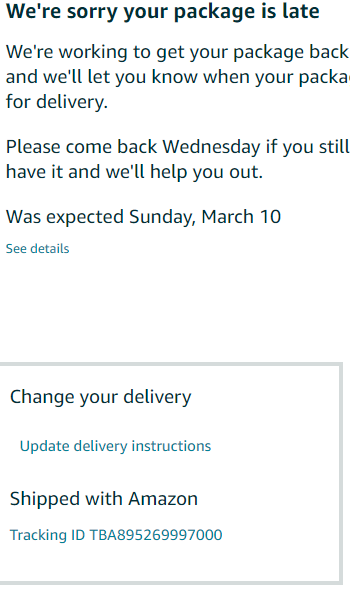 We're sorry your package is late
We're working to get your package back
and we'll let you know when your packa
for delivery.
Please come back Wednesday if you still
have it and we'll help you out.
Was expected Sunday, March 10
See details
Change your delivery
Update delivery instructions
Shipped with Amazon
Tracking ID TBA895269997000